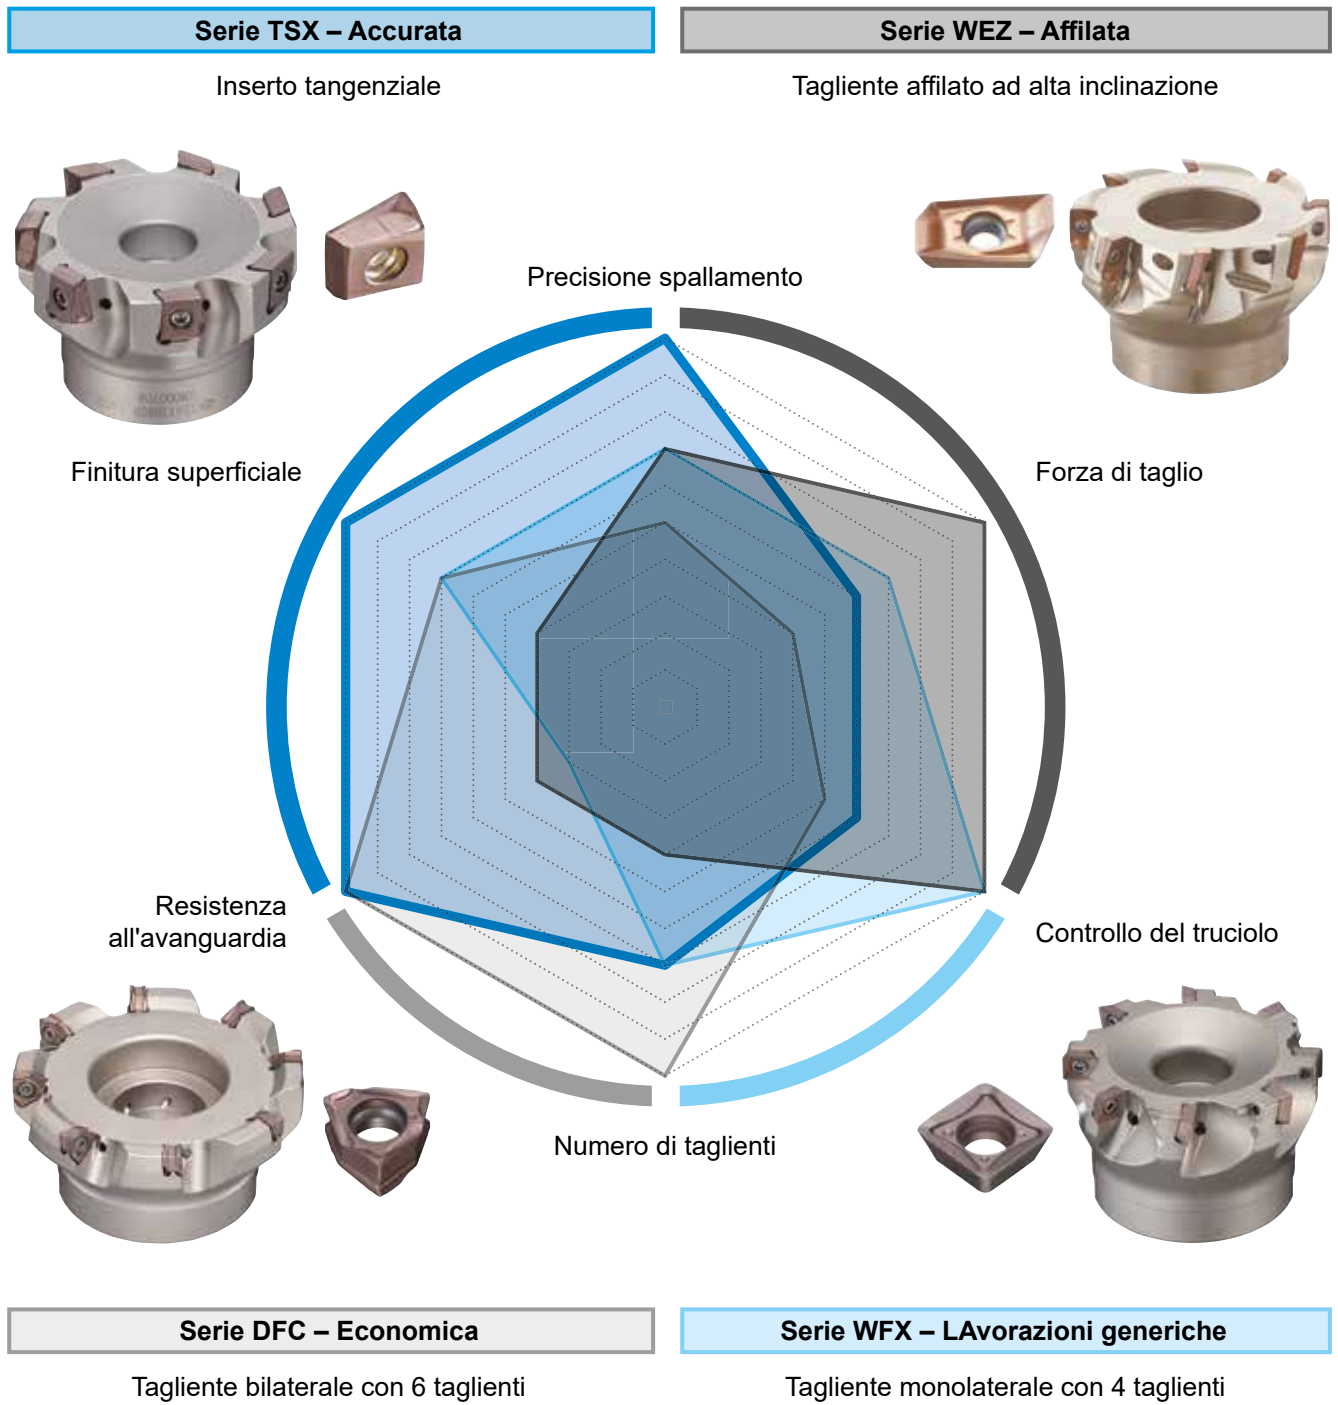 Serie TSX – Accurata
Serie WEZ – Affilata
Inserto tangenziale
Tagliente affilato ad alta inclinazione
Precisione spallamento
Finitura superficiale
Forza di taglio
Resistenza
all'avanguardia
Controllo del truciolo
Numero di taglienti
Serie DFC – Economica
Serie WFX – LAvorazioni generiche
Tagliente bilaterale con 6 taglienti
Tagliente monolaterale con 4 taglienti